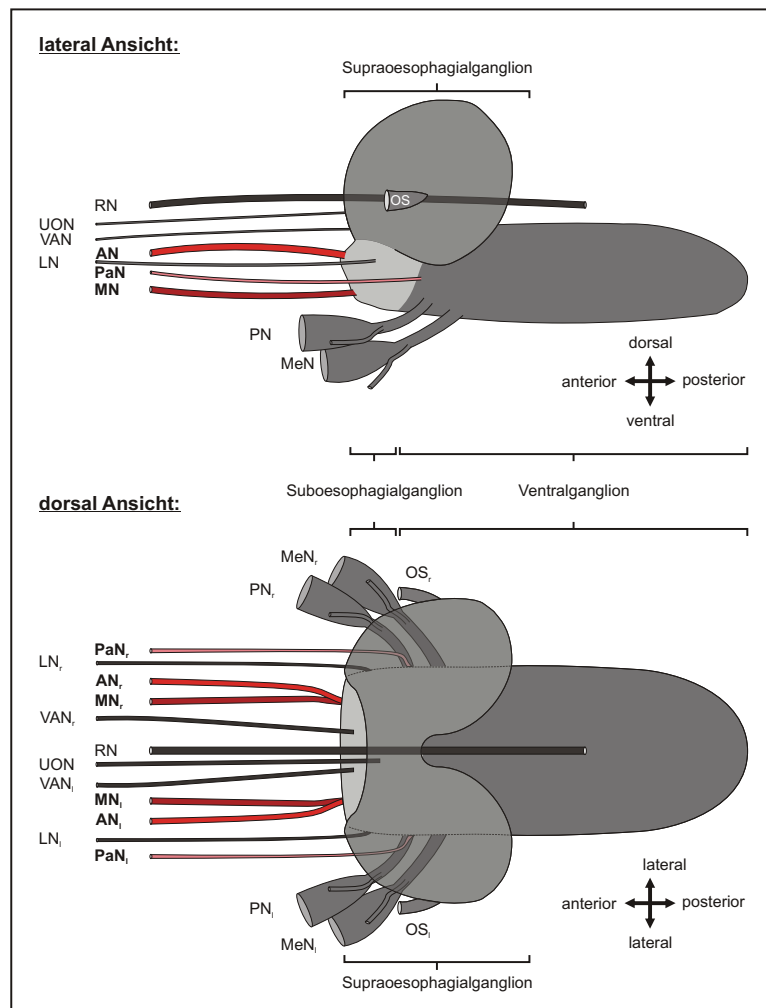 lateral Ansicht:
Supraoesophagialganglion
RN
OS
UON
VAN
AN
LN
PaN
MN
PN
MeN
dorsal
anterior posterior
ventral
Suboesophagialganglion Ventralganglion
dorsal Ansicht:
MeNr
OSr
PNr
PaNr
LNr
ANr
MNr
VANr
RN
UON
VANl
MNl
ANl
LNl
PaNl
lateral
PNl
anterior posterior
OSl
MeNl
lateral
Supraoesophagialganglion